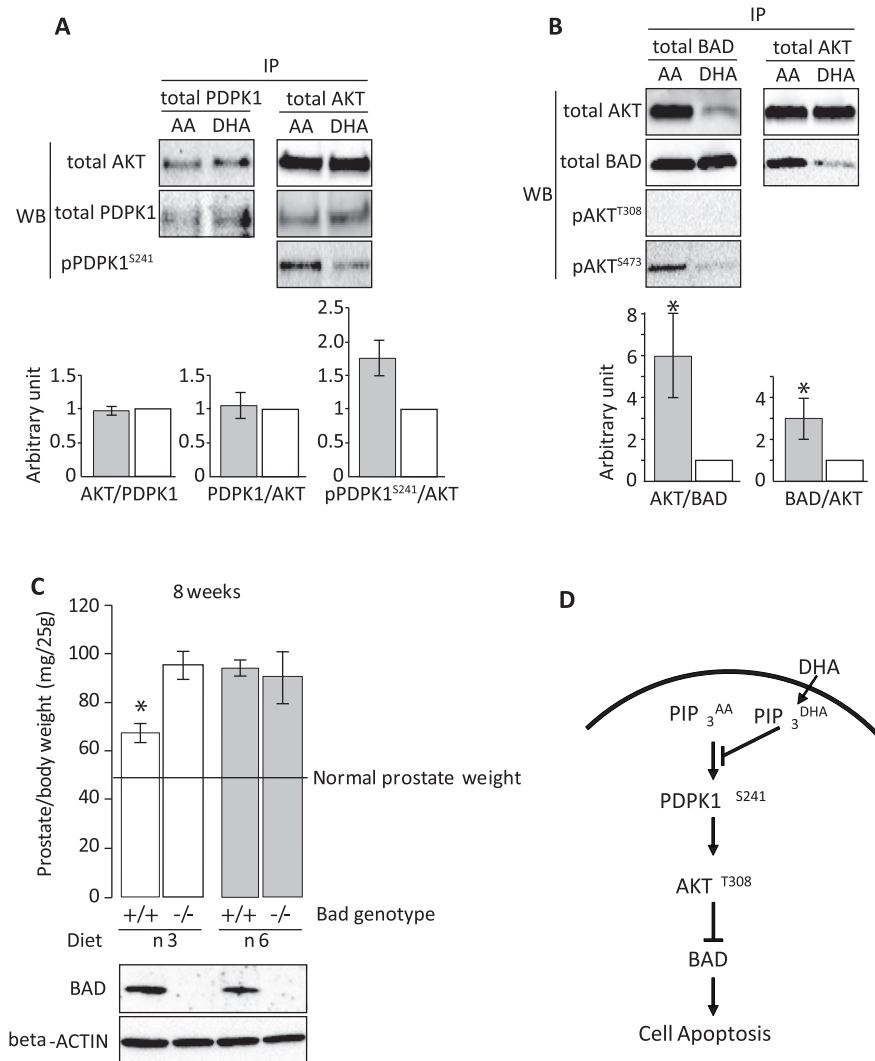 A
IP
total PDPK1 total AKT
AA DHA AA DHA
total AKT
WB total PDPK1
pPDPK1S241
2.5
2.0
1.5
1
0.5
0
1.5
1
0.5
0
1.5
1
0.5
0
Arbitrary unit
AKT/PDPK1 PDPK1/AKT pPDPK1S241/AKT
B
IP
total BAD total AKT
AA DHA AA DHA
total AKT
total BAD
WB
pAKTT308
pAKTS473
*
8
6
4
2
0
*
4
2
0
Arbitrary unit
AKT/BAD BAD/AKT
C
8 weeks
120
100
80
60
40
20
0
Prostate/body weight (mg/25g)
*
Normal prostate weight
+/+ -/- +/+ -/- Bad genotype
Diet n 3 n 6
BAD
beta -ACTIN
D
DHA
PIP 3 AA PIP 3 DHA
PDPK1 S241
AKT T308
BAD
Cell Apoptosis